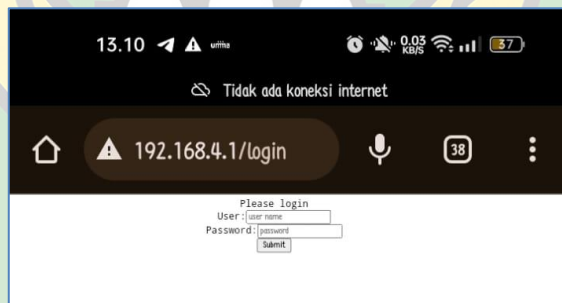 13.10
0.03 KB/S 37
Tidak ada koneksi internet
192.168.4.1/login 38
Please login
User: user name
Password: password
Submit